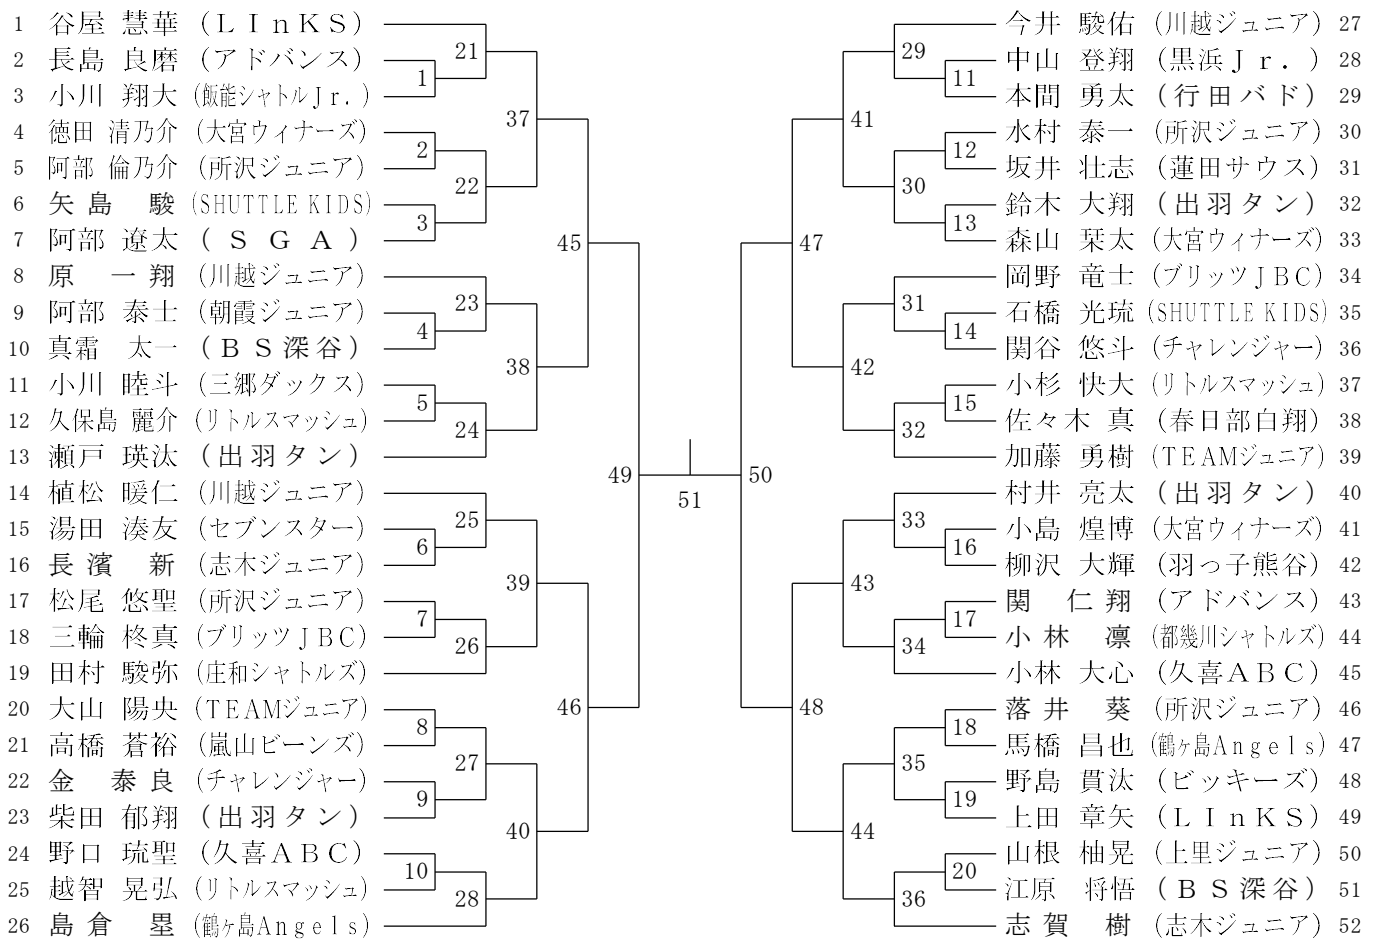 1 谷屋 慧華 (ＬＩnＫＳ)
2 長島 良磨 (アドバンス)
3 小川 翔大 (飯能シャトルＪr.)
4 徳田 清乃介 (大宮ウィナーズ)
5 阿部 倫乃介 (所沢ジュニア)
6 矢島 駿 (SHUTTLE KIDS)
7 阿部 遼太 (ＳＧＡ)
8 原 一翔 (川越ジュニア)
9 阿部 泰士 (朝霞ジュニア)
10 真霜 太一 (ＢＳ深谷)
11 小川 睦斗 (三郷ダックス)
12 久保島 麗介 (リトルスマッシュ)
13 瀬戸 瑛汰 (出羽タン)
14 植松 暖仁 (川越ジュニア)
15 湯田 湊友 (セブンスター)
16 長濱 新 (志木ジュニア)
17 松尾 悠聖 (所沢ジュニア)
18 三輪 柊真 (ブリッツＪＢＣ)
19 田村 駿弥 (庄和シャトルズ)
20 大山 陽央 (TEAMジュニア)
21 高橋 蒼裕 (嵐山ビーンズ)
22 金 泰良 (チャレンジャー)
23 柴田 郁翔 (出羽タン)
24 野口 琉聖 (久喜ＡＢＣ)
25 越智 晃弘 (リトルスマッシュ)
26 島倉 塁 (鶴ヶ島Angels)
1
2
3
4
5
6
7
8
9
10
21
22
23
24
25
26
27
28
37
38
39
40
45
46
49
51
50
47
48
41
42
43
44
29
30
31
32
33
34
35
36
11
12
13
14
15
16
17
18
19
20
今井 駿佑 (川越ジュニア) 27
中山 登翔 (黒浜Ｊr.) 28
本間 勇太 (行田バド) 29
水村 泰一 (所沢ジュニア) 30
坂井 壮志 (蓮田サウス) 31
鈴木 大翔 (出羽タン) 32
森山 栞太 (大宮ウィナーズ) 33
岡野 竜士 (ブリッツＪＢＣ) 34
石橋 光琉 (SHUTTLE KIDS) 35
関谷 悠斗 (チャレンジャー) 36
小杉 快大 (リトルスマッシュ) 37
佐々木 真 (春日部白翔) 38
加藤 勇樹 (TEAMジュニア) 39
村井 亮太 (出羽タン) 40
小島 煌博 (大宮ウィナーズ) 41
柳沢 大輝 (羽っ子熊谷) 42
関 仁翔 (アドバンス) 43
小林 凛 (都幾川シャトルズ) 44
小林 大心 (久喜ＡＢＣ) 45
落井 葵 (所沢ジュニア) 46
馬橋 昌也 (鶴ヶ島Angels) 47
野島 貫汰 (ビッキーズ) 48
上田 章矢 (ＬＩnＫＳ) 49
山根 柚晃 (上里ジュニア) 50
江原 将悟 (ＢＳ深谷) 51
志賀 樹 (志木ジュニア) 52